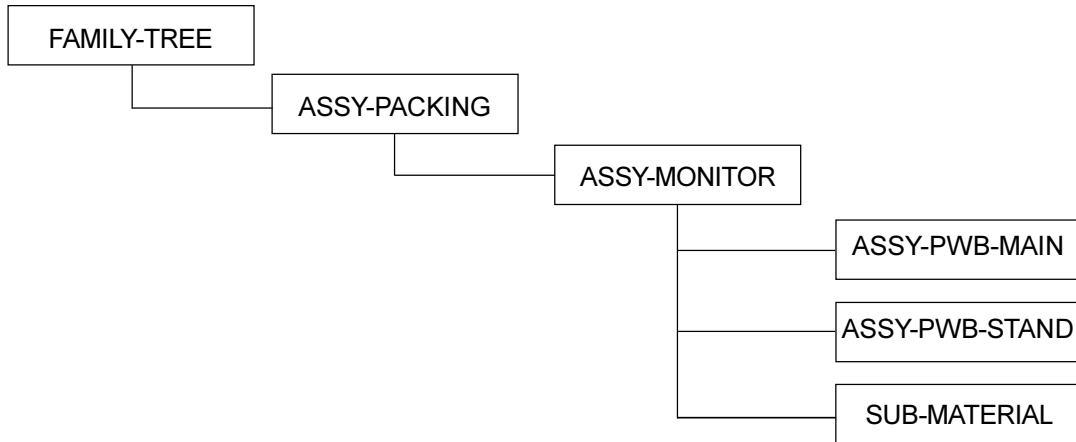 FAMILY-TREE
ASSY-PACKING
ASSY-MONITOR
ASSY-PWB-MAIN
ASSY-PWB-STAND
SUB-MATERIAL